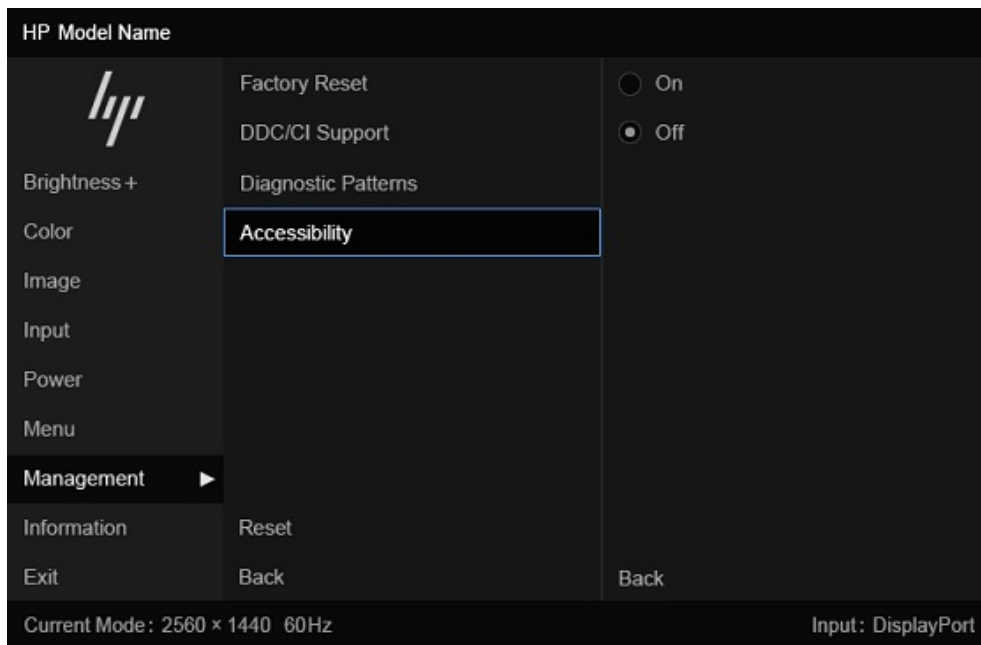 HP Model Name
hp
Factory Reset
On
DDC/CI Support
Off
Brightness+
Diagnostic Patterns
Color
Accessibility
Image
Input
Power
Menu
Management ▶
Information
Reset
Exit
Back
Back
Current Mode: 2560 × 1440 60Hz
Input: DisplayPort